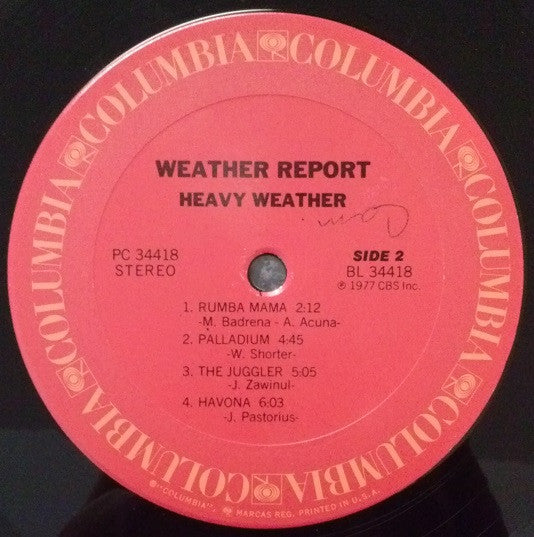 COLUMBIA COLUMBIA COLUMBIA COLUMBIA COLUMBIA COLUMBIA COLUMBIA
WEATHER REPORT
HEAVY WEATHER
PC 34418
STEREO
SIDE 2
BL 34418
℗ 1977 CBS Inc.
1. RUMBA MAMA 2:12
-M. Badrena - A. Acuna-
2. PALLADIUM 4:45
-W. Shorter-
3. THE JUGGLER 5:05
-J. Zawinul-
4. HAVONA 6:03
-J. Pastorius-
"COLUMBIA", MARCAS REG. PRINTED IN U.S.A.